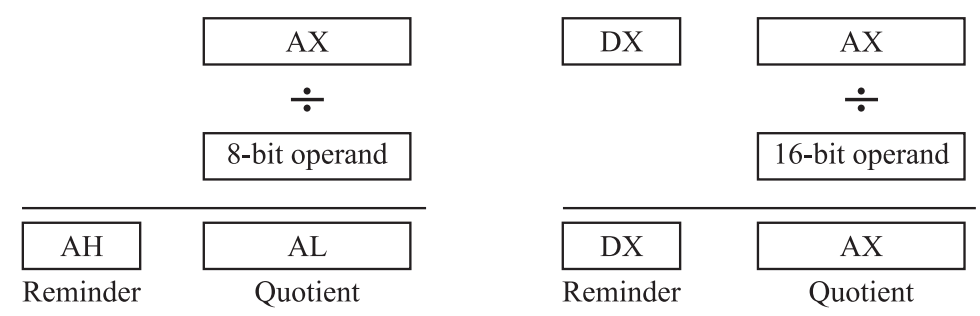 AX
÷
8-bit operand
AH AL
Reminder Quotient
DX AX
÷
16-bit operand
DX AX
Reminder Quotient